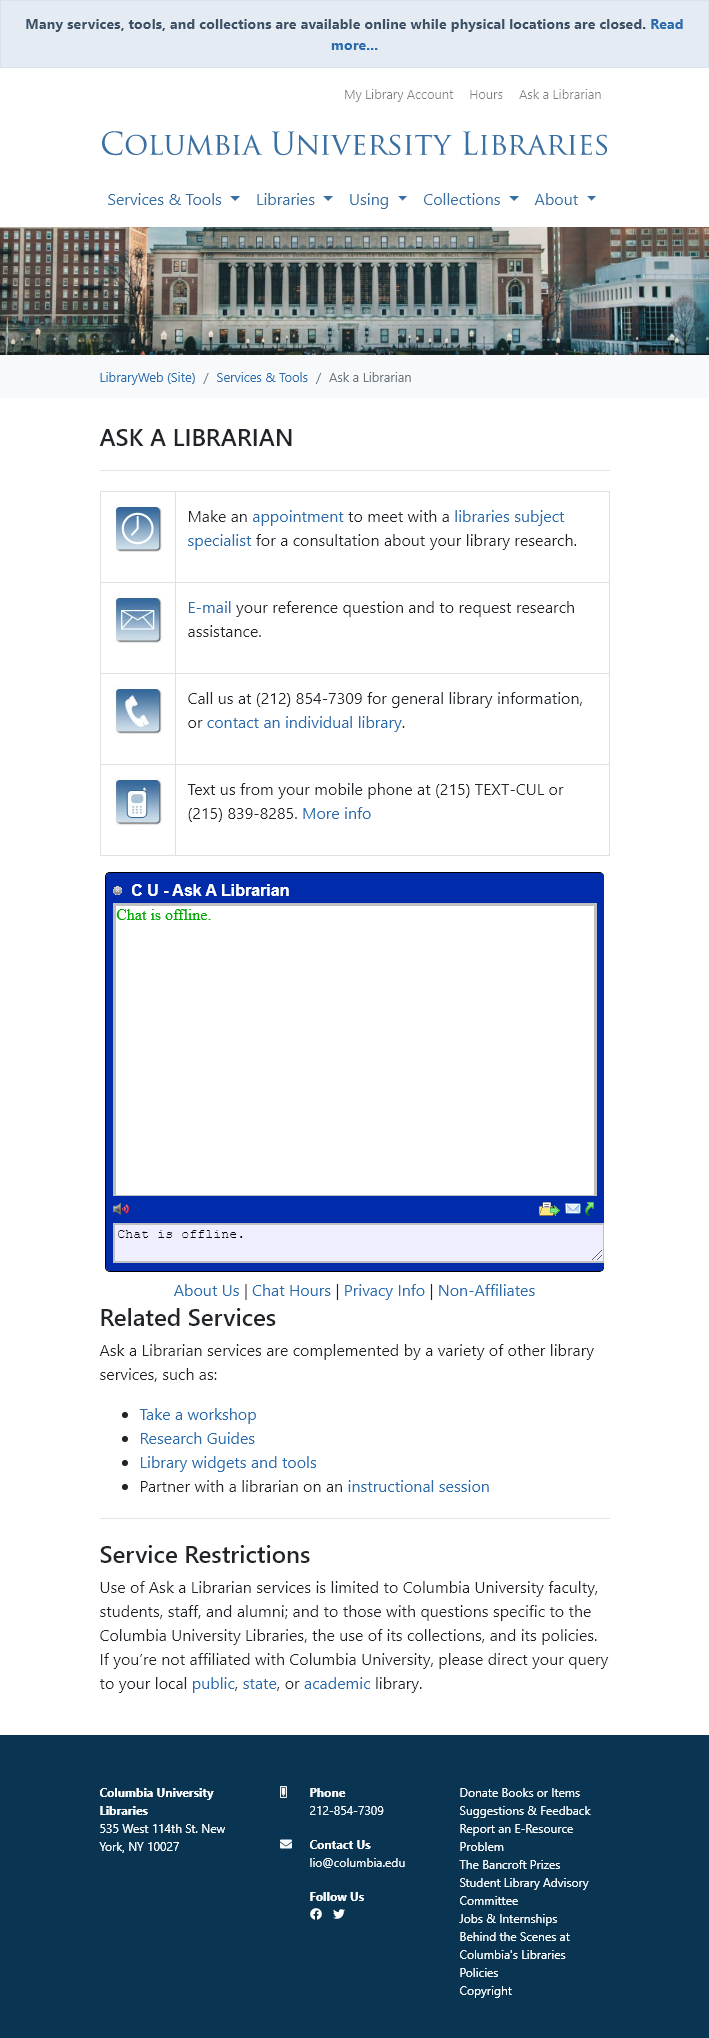 Many services, tools, and collections are available online while physical locations are closed. Read
more...
My Library Account Hours Ask a Librarian
COLUMBIA UNIVERSITY LIBRARIES
Services & Tools Libraries Using Collections About
LibraryWeb (Site) / Services & Tools / Ask a Librarian
ASK A LIBRARIAN
Make an appointment to meet with a libraries subject
specialist for a consultation about your library research.
E-mail your reference question and to request research
assistance.
Call us at (212) 854-7309 for general library information,
or contact an individual library.
Text us from your mobile phone at (215) TEXT-CUL or
(215) 839-8285. More info
C U - Ask A Librarian
Chat is offline.
Chat is offline.
About Us | Chat Hours | Privacy Info | Non-Affiliates
Related Services
Ask a Librarian services are complemented by a variety of other library
services, such as:
• Take a workshop
• Research Guides
• Library widgets and tools
• Partner with a librarian on an instructional session
Service Restrictions
Use of Ask a Librarian services is limited to Columbia University faculty,
students, staff, and alumni; and to those with questions specific to the
Columbia University Libraries, the use of its collections, and its policies.
If you're not affiliated with Columbia University, please direct your query
to your local public, state, or academic library.
Columbia University
Libraries
535 West 114th St. New
York, NY 10027
Phone
212-854-7309
Contact Us
lio@columbia.edu
Follow Us
Donate Books or Items
Suggestions & Feedback
Report an E-Resource
Problem
The Bancroft Prizes
Student Library Advisory
Committee
Jobs & Internships
Behind the Scenes at
Columbia's Libraries
Policies
Copyright